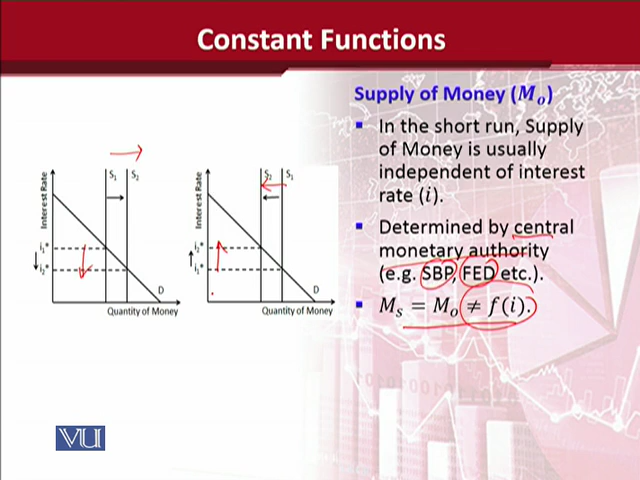 Constant Functions
Supply of Money (Mₒ)
▪ In the short run, Supply
of Money is usually
independent of interest
rate (i).
▪ Determined by central
monetary authority
(e.g. SBP, FED etc.).
▪ Mₛ = Mₒ ≠ f(i).
Interest Rate
S₁ S₂
i₁*
i₂*
D
Quantity of Money
Interest Rate
S₂ S₁
i₂*
i₁*
D
Quantity of Money
VU